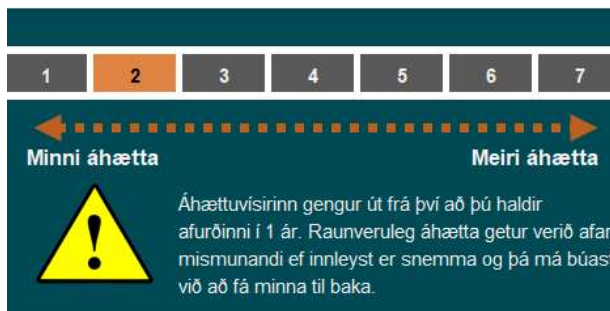 1 2 3 4 5 6 7
Minni áhætta Meiri áhætta
Áhættuvísirinn gengur út frá því að þú haldir
afurðinni í 1 ár. Raunveruleg áhætta getur verið afar
mismunandi ef innleyst er snemma og þá má búast
við að fá minna til baka.